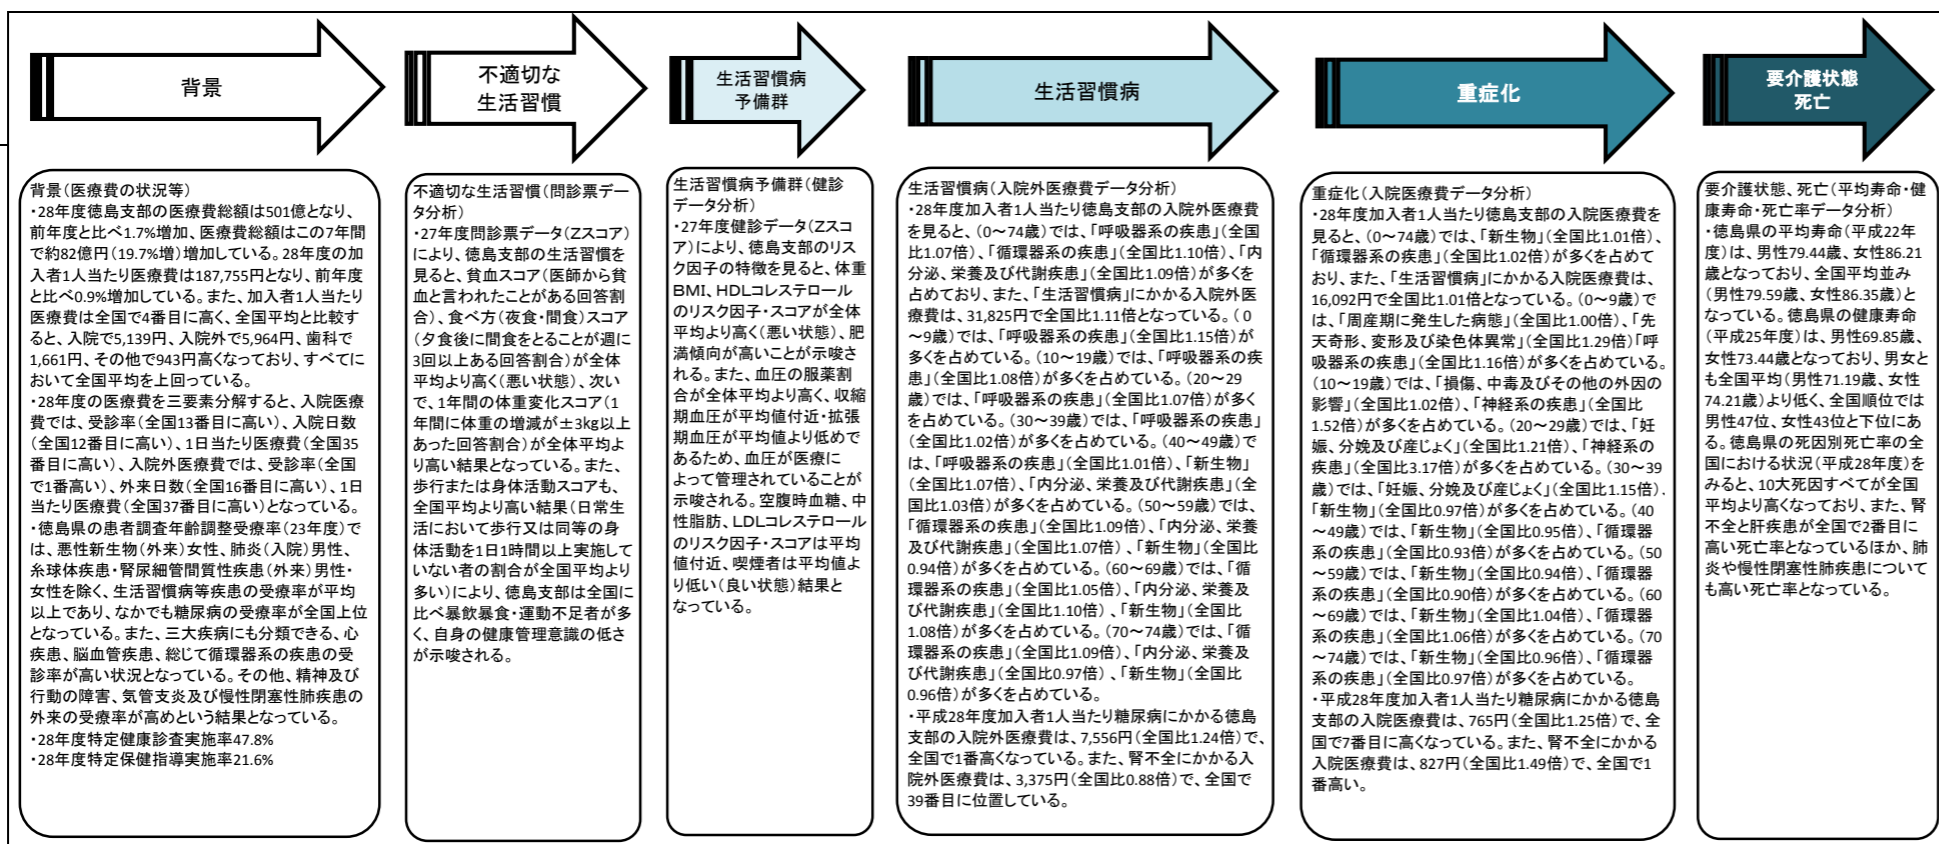 背景
不適切な
生活習慣
生活習慣病
予備群
生活習慣病
重症化
要介護状態
死亡
背景(医療費の状況等)
・28年度徳島支部の医療費総額は501億となり、
前年度と比べ1.7%増加、医療費総額はこの7年間
で約82億円(19.7%増)増加している。28年度の加
入者1人当たり医療費は187,755円となり、前年度
と比べ0.9%増加している。また、加入者1人当たり
医療費は全国で4番目に高く、全国平均と比較す
ると、入院で5,139円、入院外で5,964円、歯科で
1,661円、その他で943円高くなっており、すべてに
おいて全国平均を上回っている。
・28年度の医療費を三要素分解すると、入院医療
費では、受診率(全国13番目に高い)、入院日数
(全国12番目に高い)、1日当たり医療費(全国35
番目に高い)、入院外医療費では、受診率(全国
で1番高い)、外来日数(全国16番目に高い)、1日
当たり医療費(全国37番目に高い)となっている。
・徳島県の患者調査年齢調整受療率(23年度)で
は、悪性新生物(外来)女性、肺炎(入院)男性、
糸球体疾患・腎尿細管間質性疾患(外来)男性・
女性を除く、生活習慣病等疾患の受療率が平均
以上であり、なかでも糖尿病の受療率が全国上位
となっている。また、三大疾病にも分類できる、心
疾患、脳血管疾患、総じて循環器系の疾患の受
診率が高い状況となっている。その他、精神及び
行動の障害、気管支炎及び慢性閉塞性肺疾患の
外来の受療率が高めという結果となっている。
・28年度特定健康診査実施率47.8%
・28年度特定保健指導実施率21.6%
不適切な生活習慣(問診票デー
タ分析)
・27年度問診票データ(Zスコア)
により、徳島支部の生活習慣を
見ると、貧血スコア(医師から貧
血と言われたことがある回答割
合)、食べ方(夜食・間食)スコア
(夕食後に間食をとることが週に
3回以上ある回答割合)が全体
平均より高く(悪い状態)、次い
で、1年間の体重変化スコア(1
年間に体重の増減が±3kg以上
あった回答割合)が全体平均よ
り高い結果となっている。また、
歩行または身体活動スコアも、
全国平均より高い結果(日常生
活において歩行又は同等の身
体活動を1日1時間以上実施して
いない者の割合が全国平均より
多い)により、徳島支部は全国に
比べ暴飲暴食・運動不足者が多
く、自身の健康管理意識の低さ
が示唆される。
生活習慣病予備群(健診
データ分析)
・27年度健診データ(Zスコ
ア)により、徳島支部のリス
ク因子の特徴を見ると、体重
BMI、HDLコレステロール
のリスク因子・スコアが全体
平均より高く(悪い状態)、肥
満傾向が高いことが示唆さ
れる。また、血圧の服薬割
合が全体平均より高く、収縮
期血圧が平均値付近・拡張
期血圧が平均値より低めで
あるため、血圧が医療に
よって管理されていることが
示唆される。空腹時血糖、中
性脂肪、LDLコレステロール
のリスク因子・スコアは平均
値付近、喫煙者は平均値よ
り低い(良い状態)結果と
なっている。
生活習慣病(入院外医療費データ分析)
・28年度加入者1人当たり徳島支部の入院外医療費
を見ると、(0~74歳)では、「呼吸器系の疾患」(全国
比1.07倍)、「循環器系の疾患」(全国比1.10倍)、「内
分泌、栄養及び代謝疾患」(全国比1.09倍)が多くを
占めており、また、「生活習慣病」にかかる入院外医
療費は、31,825円で全国比1.11倍となっている。(0
~9歳)では、「呼吸器系の疾患」(全国比1.15倍)が
多くを占めている。(10~19歳)では、「呼吸器系の疾
患」(全国比1.08倍)が多くを占めている。(20~29
歳)では、「呼吸器系の疾患」(全国比1.07倍)が多く
を占めている。(30~39歳)では、「呼吸器系の疾患」
(全国比1.02倍)が多くを占めている。(40~49歳)で
は、「呼吸器系の疾患」(全国比1.01倍)、「新生物」
(全国比1.07倍)、「内分泌、栄養及び代謝疾患」(全
国比1.03倍)が多くを占めている。(50~59歳)では、
「循環器系の疾患」(全国比1.09倍)、「内分泌、栄養
及び代謝疾患」(全国比1.07倍)、「新生物」(全国比
0.94倍)が多くを占めている。(60~69歳)では、「循
環器系の疾患」(全国比1.05倍)、「内分泌、栄養及
び代謝疾患」(全国比1.10倍)、「新生物」(全国比
1.08倍)が多くを占めている。(70~74歳)では、「循
環器系の疾患」(全国比1.09倍)、「内分泌、栄養及
び代謝疾患」(全国比0.97倍)、「新生物」(全国比
0.96倍)が多くを占めている。
・平成28年度加入者1人当たり糖尿病にかかる徳島
支部の入院外医療費は、7,556円(全国比1.24倍)で、
全国で1番高くなっている。また、腎不全にかかる入
院外医療費は、3,375円(全国比0.88倍)で、全国で
39番目に位置している。
重症化(入院医療費データ分析)
・28年度加入者1人当たり徳島支部の入院医療費を
見ると、(0~74歳)では、「新生物」(全国比1.01倍)、
「循環器系の疾患」(全国比1.02倍)が多くを占めて
おり、また、「生活習慣病」にかかる入院医療費は、
16,092円で全国比1.01倍となっている。(0~9歳)で
は、「周産期に発生した病態」(全国比1.00倍)、「先
天奇形、変形及び染色体異常」(全国比1.29倍)「呼
吸器系の疾患」(全国比1.16倍)が多くを占めている。
(10~19歳)では、「損傷、中毒及びその他の外因の
影響」(全国比1.02倍)、「神経系の疾患」(全国比
1.52倍)が多くを占めている。(20~29歳)では、「妊
娠、分娩及び産じょく」(全国比1.21倍)、「神経系の
疾患」(全国比3.17倍)が多くを占めている。(30~39
歳)では、「妊娠、分娩及び産じょく」(全国比1.15倍)、
「新生物」(全国比0.97倍)が多くを占めている。(40
~49歳)では、「新生物」(全国比0.95倍)、「循環器
系の疾患」(全国比0.93倍)が多くを占めている。(50
~59歳)では、「新生物」(全国比0.94倍)、「循環器
系の疾患」(全国比0.90倍)が多くを占めている。(60
~69歳)では、「新生物」(全国比1.04倍)、「循環器
系の疾患」(全国比1.06倍)が多くを占めている。(70
~74歳)では、「新生物」(全国比0.96倍)、「循環器
系の疾患」(全国比0.97倍)が多くを占めている。
・平成28年度加入者1人当たり糖尿病にかかる徳島
支部の入院医療費は、765円(全国比1.25倍)で、全
国で7番目に高くなっている。また、腎不全にかかる
入院医療費は、827円(全国比1.49倍)で、全国で1
番高い。
要介護状態、死亡(平均寿命・健
康寿命・死亡率データ分析)
・徳島県の平均寿命(平成22年
度)は、男性79.44歳、女性86.21
歳となっており、全国平均並み
(男性79.59歳、女性86.35歳)と
なっている。徳島県の健康寿命
(平成25年度)は、男性69.85歳、
女性73.44歳となっており、男女と
も全国平均(男性71.19歳、女性
74.21歳)より低く、全国順位では
男性47位、女性43位と下位にあ
る。徳島県の死因別死亡率の全
国における状況(平成28年度)を
みると、10大死因すべてが全国
平均より高くなっており、また、腎
不全と肝疾患が全国で2番目に
高い死亡率となっているほか、肺
炎や慢性閉塞性肺疾患について
も高い死亡率となっている。